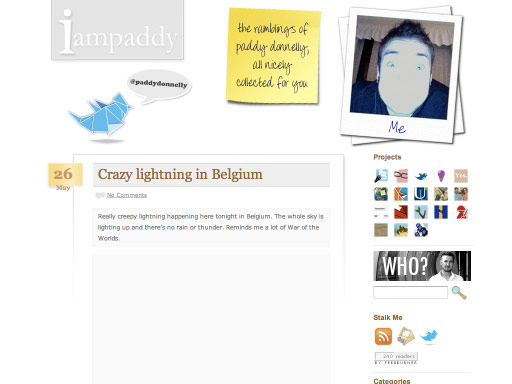 iampaddy
@paddydonnelly
the ramblings of
paddy donnelly,
all nicely
collected for you
Me
26
May
Crazy lightning in Belgium
No Comments
Really creepy lightning happening here tonight in Belgium. The whole sky is
lighting up and there's no rain or thunder. Reminds me a lot of War of the
Worlds.
Projects
Yes.
U
WHO?
Stalk Me
240 readers
BY FEEDBURNER
Categories